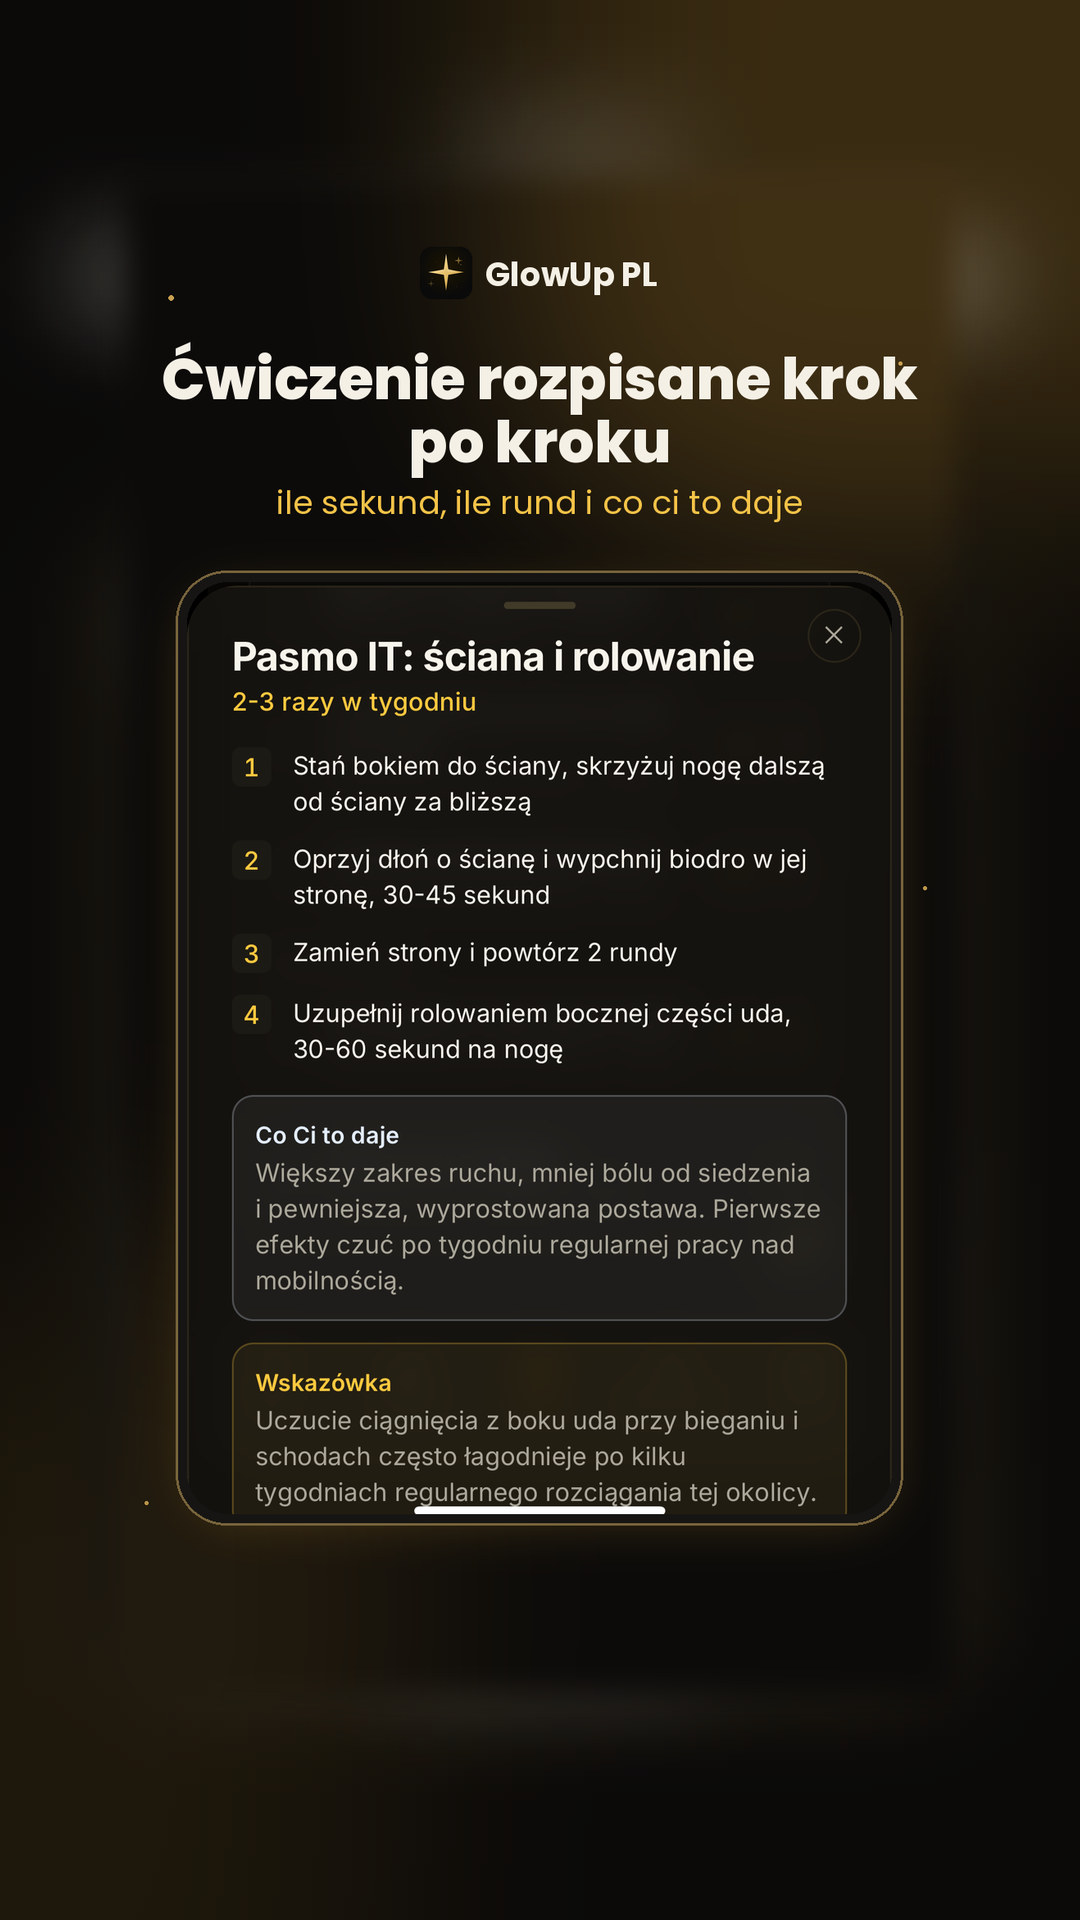 GlowUp PL
Ćwiczenie rozpisane krok
po kroku
ile sekund, ile rund i co ci to daje
Pasmo IT: ściana i rolowanie
2-3 razy w tygodniu
1 Stań bokiem do ściany, skrzyżuj nogę dalszą
od ściany za bliższą
2 Oprzyj dłoń o ścianę i wypchnij biodro w jej
stronę, 30-45 sekund
3 Zamień strony i powtórz 2 rundy
4 Uzupełnij rolowaniem bocznej części uda,
30-60 sekund na nogę
Co Ci to daje
Większy zakres ruchu, mniej bólu od siedzenia
i pewniejsza, wyprostowana postawa. Pierwsze
efekty czuć po tygodniu regularnej pracy nad
mobilnością.
Wskazówka
Uczucie ciągnięcia z boku uda przy bieganiu i
schodach często łagodnieje po kilku
tygodniach regularnego rozciągania tej okolicy.